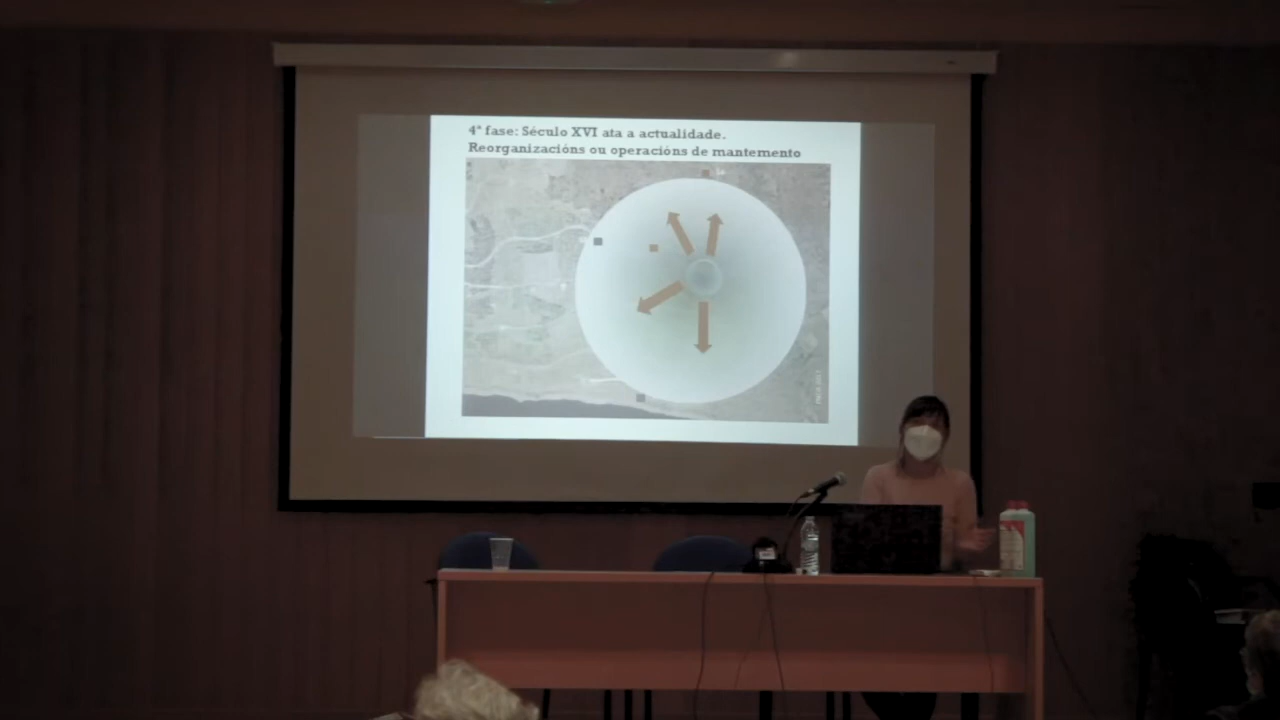 4ª fase: Século XVI ata a actualidade.
Reorganizacións ou operacións de mantemento